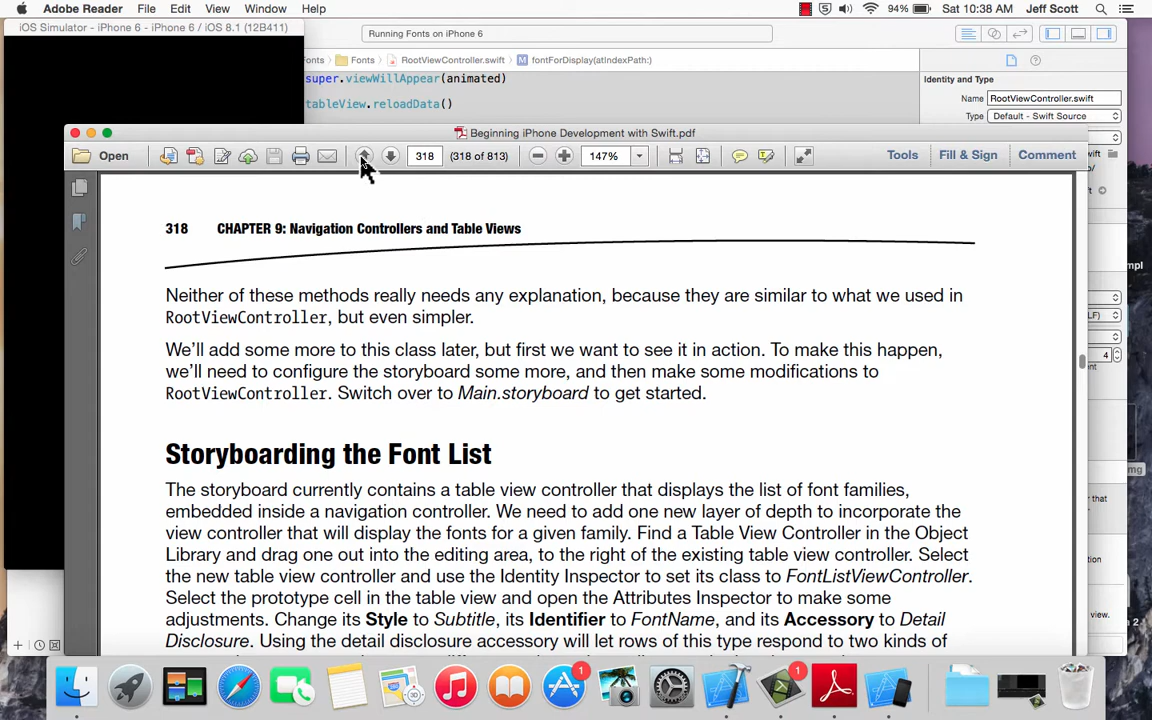 Adobe Reader File Edit View Window Help 5 94% Sat 10:38 AM Jeff Scott
iOS Simulator - iPhone 6 - iPhone 6 / iOS 8.1 (12B411)
Running Fonts on iPhone 6
Fonts RootViewController.swift M fontForDisplay(atIndexPath:)
super.viewWillAppear(animated)
tableView.reloadData()
Identity and Type
Name RootViewController.swift
Type Default - Swift Source
Beginning iPhone Development with Swift.pdf
Open 318 (318 of 813) 147% Tools Fill & Sign Comment
318 CHAPTER 9: Navigation Controllers and Table Views
Neither of these methods really needs any explanation, because they are similar to what we used in
RootViewController, but even simpler.
We'll add some more to this class later, but first we want to see it in action. To make this happen,
we'll need to configure the storyboard some more, and then make some modifications to
RootViewController. Switch over to Main.storyboard to get started.
Storyboarding the Font List
The storyboard currently contains a table view controller that displays the list of font families,
embedded inside a navigation controller. We need to add one new layer of depth to incorporate the
view controller that will display the fonts for a given family. Find a Table View Controller in the Object
Library and drag one out into the editing area, to the right of the existing table view controller. Select
the new table view controller and use the Identity Inspector to set its class to FontListViewController.
Select the prototype cell in the table view and open the Attributes Inspector to make some
adjustments. Change its Style to Subtitle, its Identifier to FontName, and its Accessory to Detail
Disclosure. Using the detail disclosure accessory will let rows of this type respond to two kinds of
4
view.
1
1